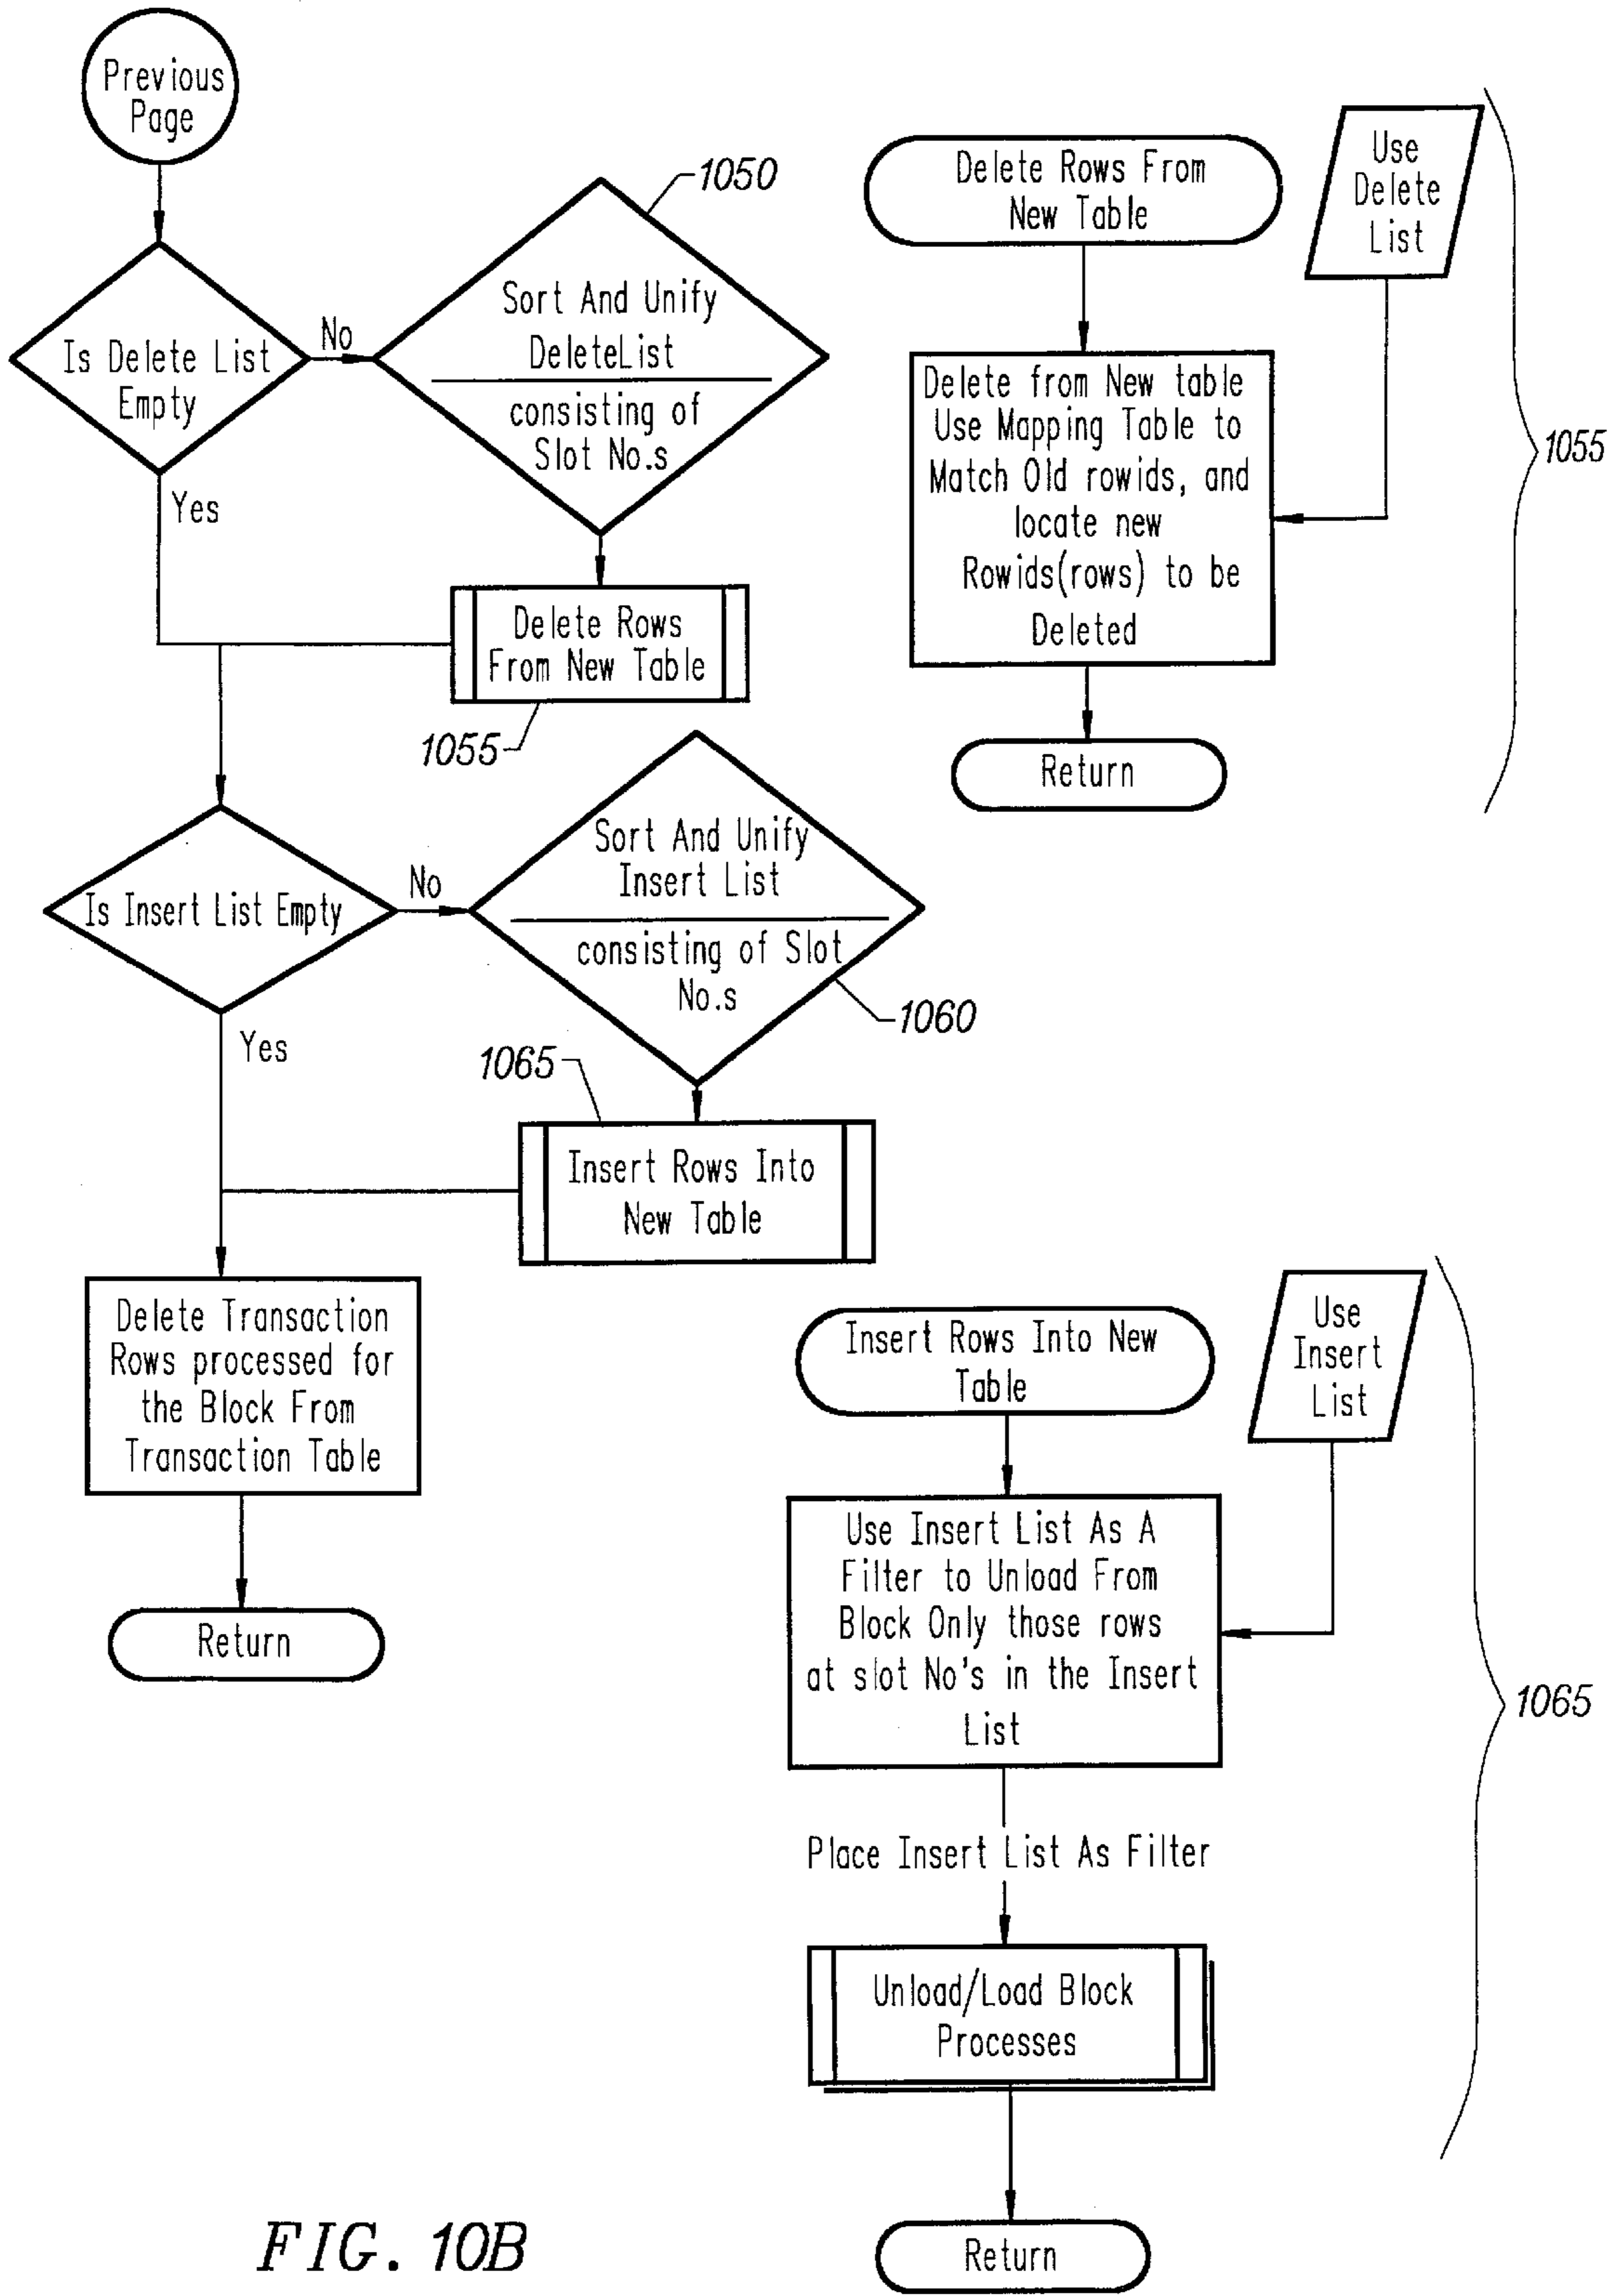 Previous
Page
Is Delete List
Empty
No
Yes
1050
Sort And Unify
DeleteList
consisting of
Slot No.s
Delete Rows
From New Table
1055
Is Insert List Empty
No
Yes
Sort And Unify
Insert List
consisting of Slot
No.s
1060
1065
Insert Rows Into
New Table
Delete Transaction
Rows processed for
the Block From
Transaction Table
Return
Delete Rows From
New Table
Use
Delete
List
Delete from New table
Use Mapping Table to
Match Old rowids, and
locate new
Rowids(rows) to be
Deleted
Return
1055
Insert Rows Into New
Table
Use
Insert
List
Use Insert List As A
Filter to Unload From
Block Only those rows
at slot No's in the Insert
List
Place Insert List As Filter
Unload/Load Block
Processes
Return
1065
FIG. 10B